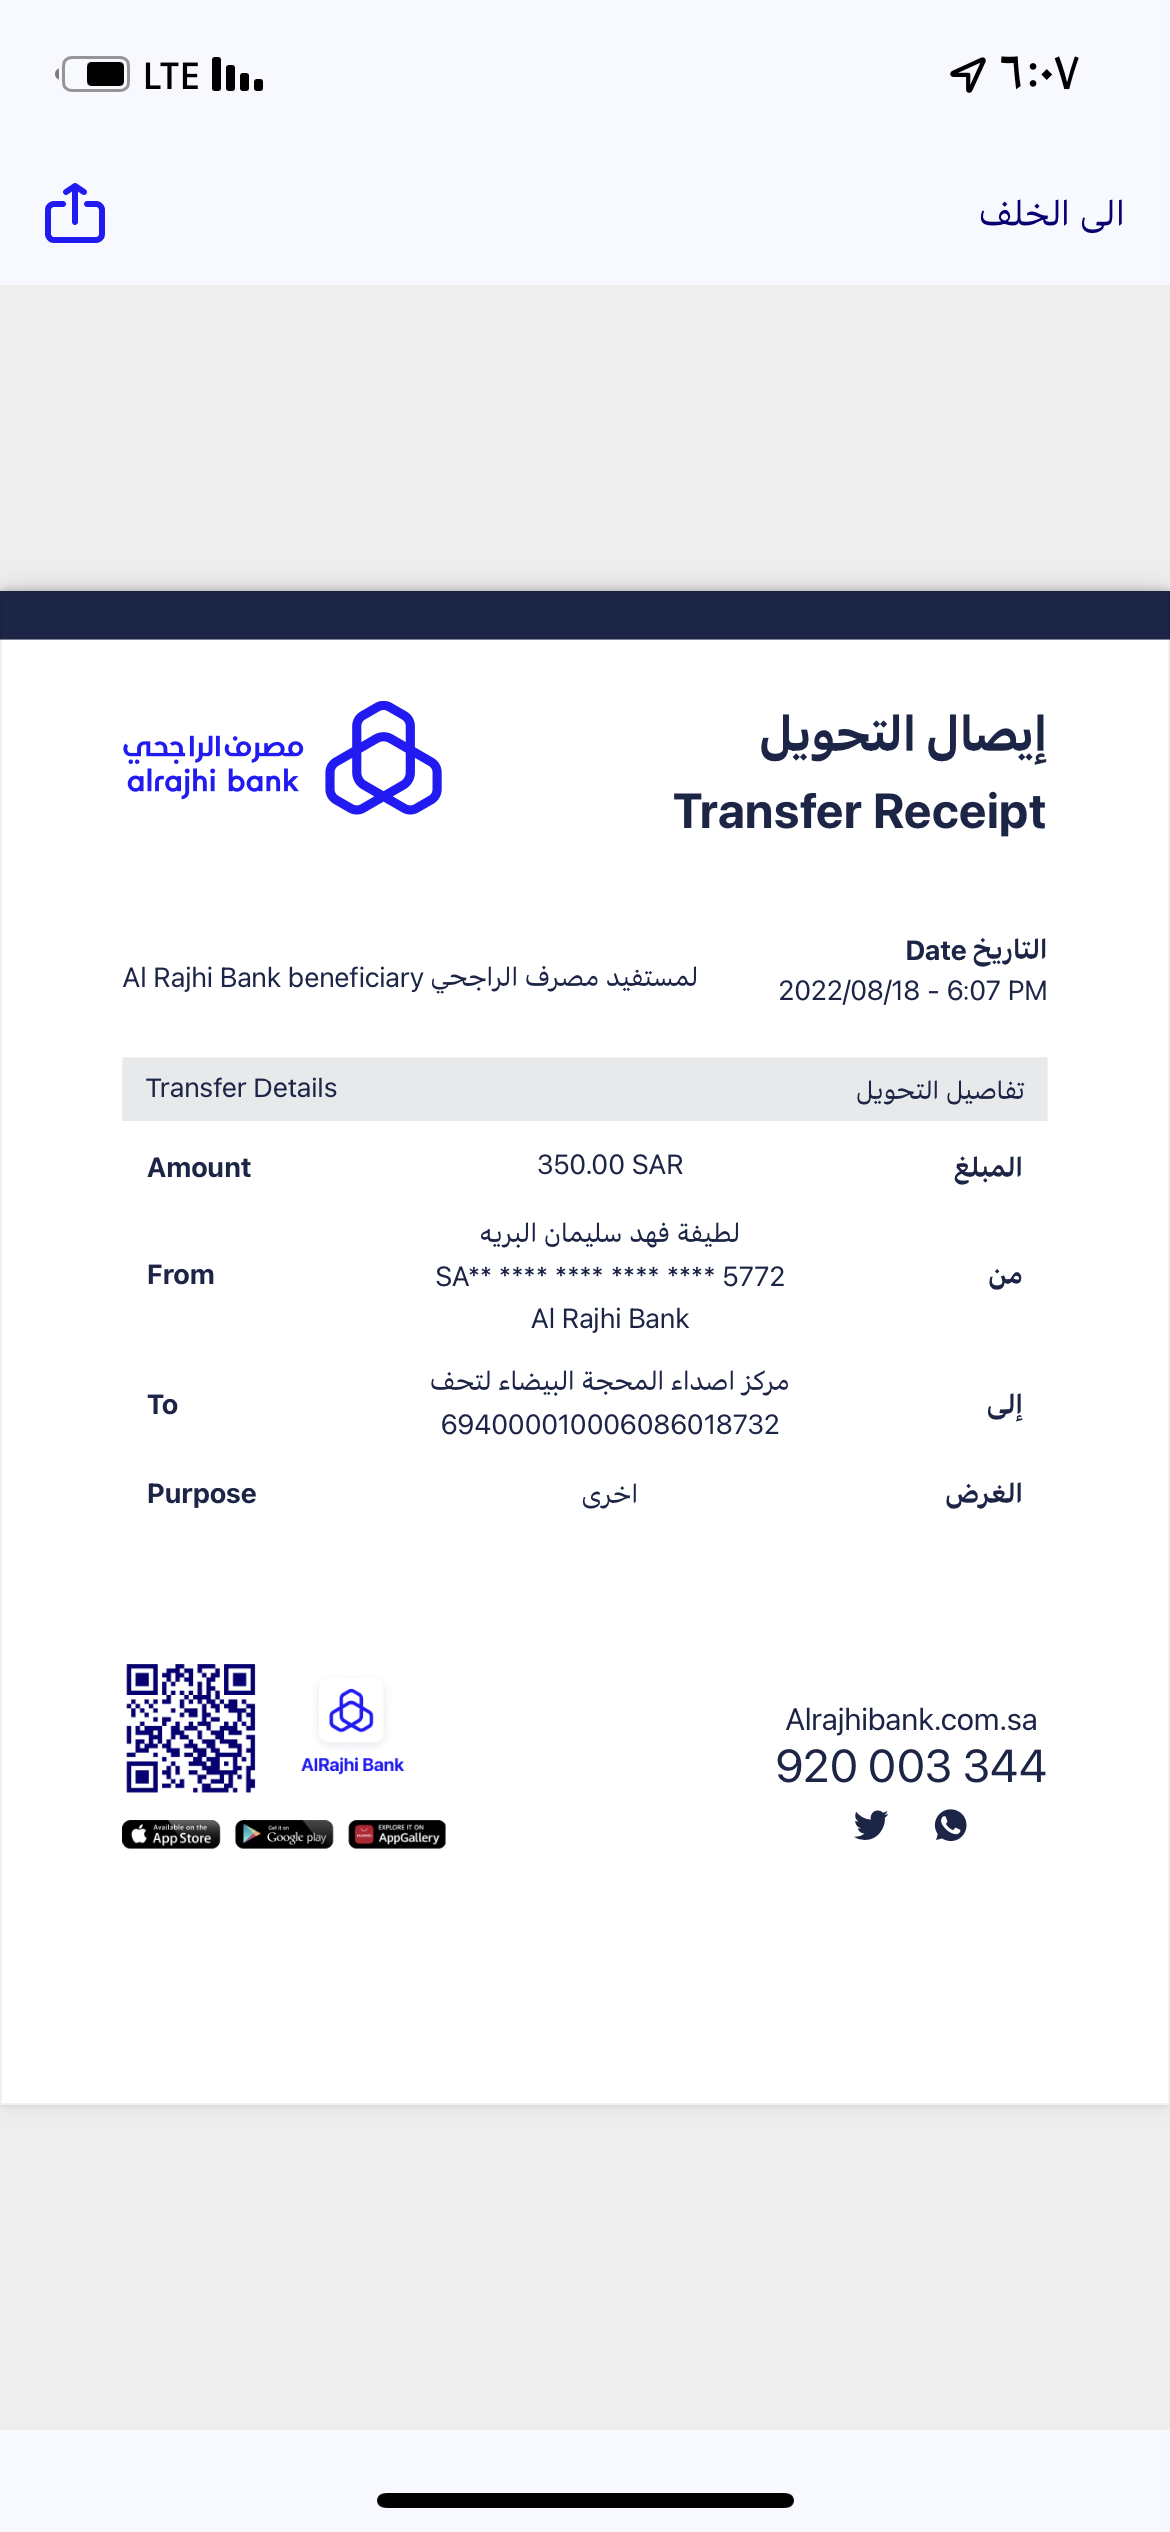 LTE ٦:٠٧
الى الخلف
مصرف الراجحي
alrajhi bank
إيصال التحويل
Transfer Receipt
التاريخ Date
2022/08/18 - 6:07 PM
لمستفيد مصرف الراجحي Al Rajhi Bank beneficiary
Transfer Details تفاصيل التحويل
Amount 350.00 SAR المبلغ
لطيفة فهد سليمان البريه
From SA** **** **** **** **** 5772 من
Al Rajhi Bank
مركز اصداء المحجة البيضاء لتحف
To إلى
694000010006086018732
Purpose اخرى الغرض
AlRajhi Bank
Available on the App Store
Get it on Google play
EXPLORE IT ON AppGallery
Alrajhibank.com.sa
920 003 344